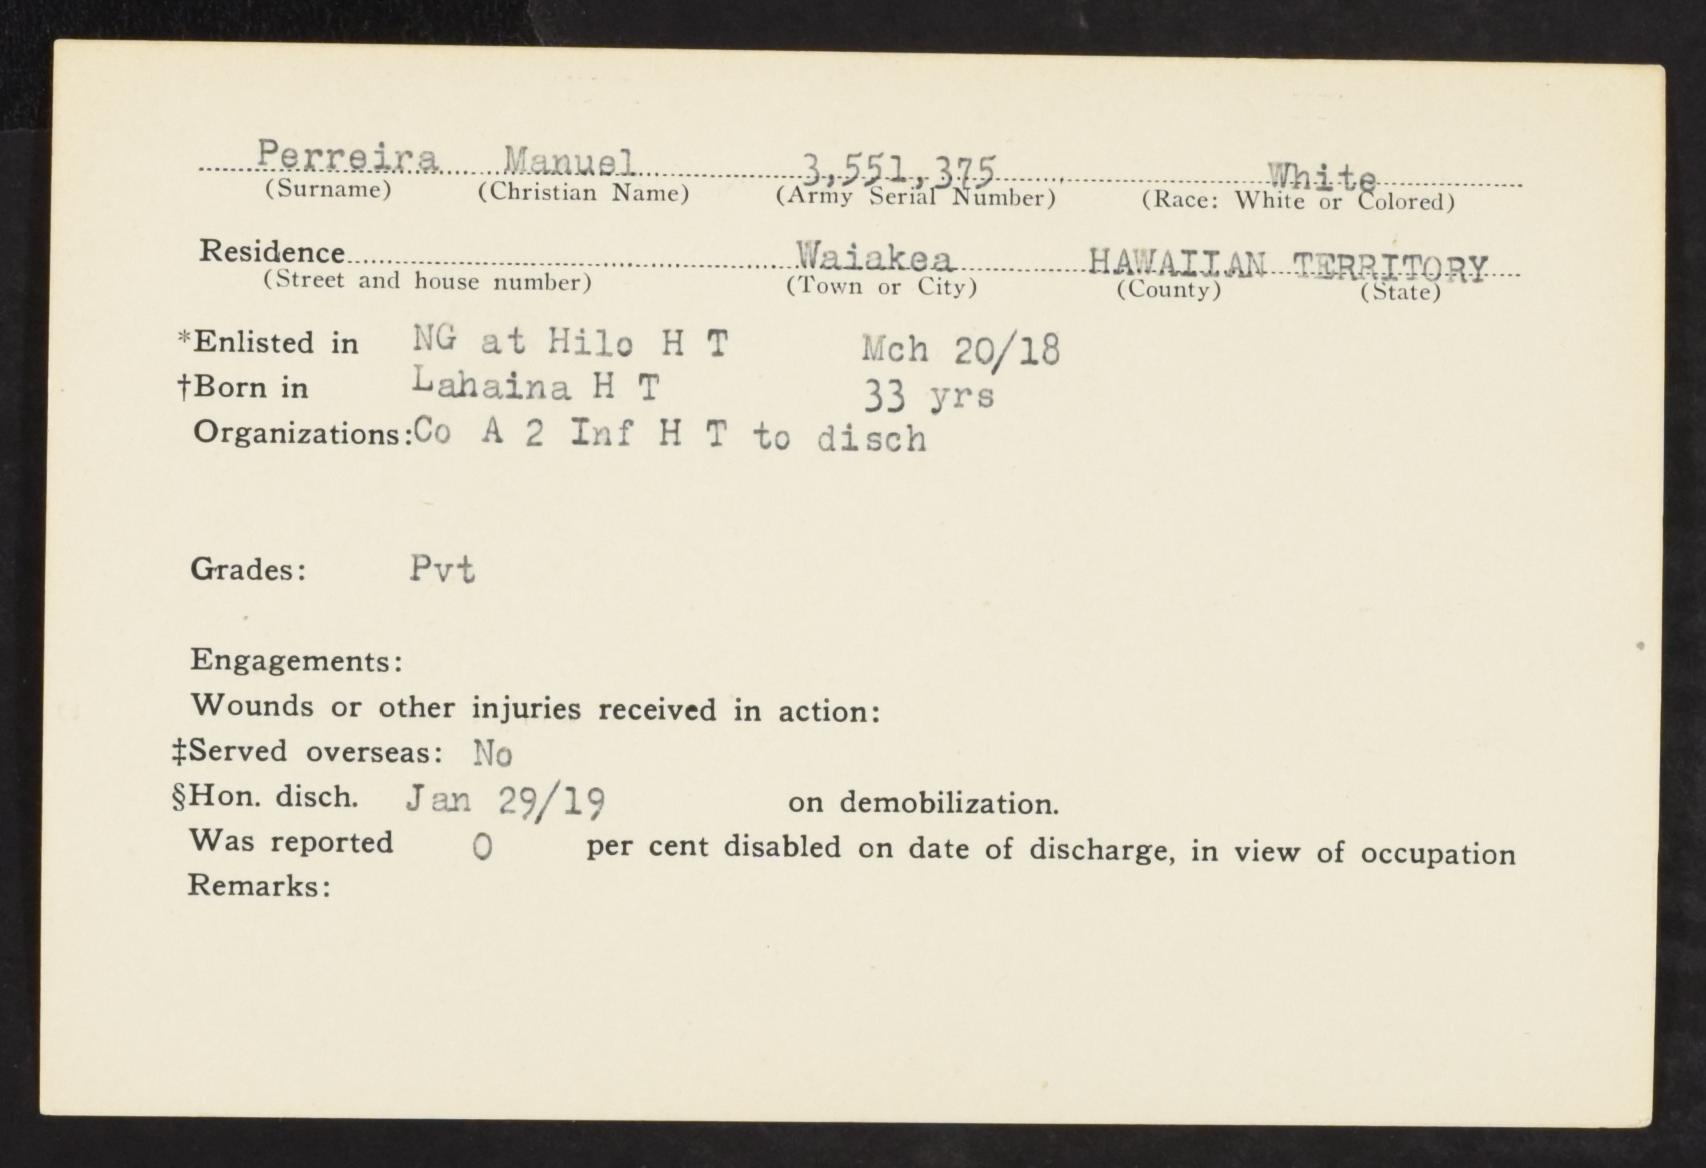 Perreira Manuel 3,551,375 White
(Surname) (Christian Name) (Army Serial Number) (Race: White or Colored)
Residence Waiakea HAWAIIAN TERRITORY
(Street and house number) (Town or City) (County) (State)
*Enlisted in NG at Hilo H T Mch 20/18
†Born in Lahaina H T 33 yrs
Organizations: Co A 2 Inf H T to disch
Grades: Pvt
Engagements:
Wounds or other injuries received in action:
‡Served overseas: No
§Hon. disch. Jan 29/19 on demobilization.
Was reported 0 per cent disabled on date of discharge, in view of occupation
Remarks: